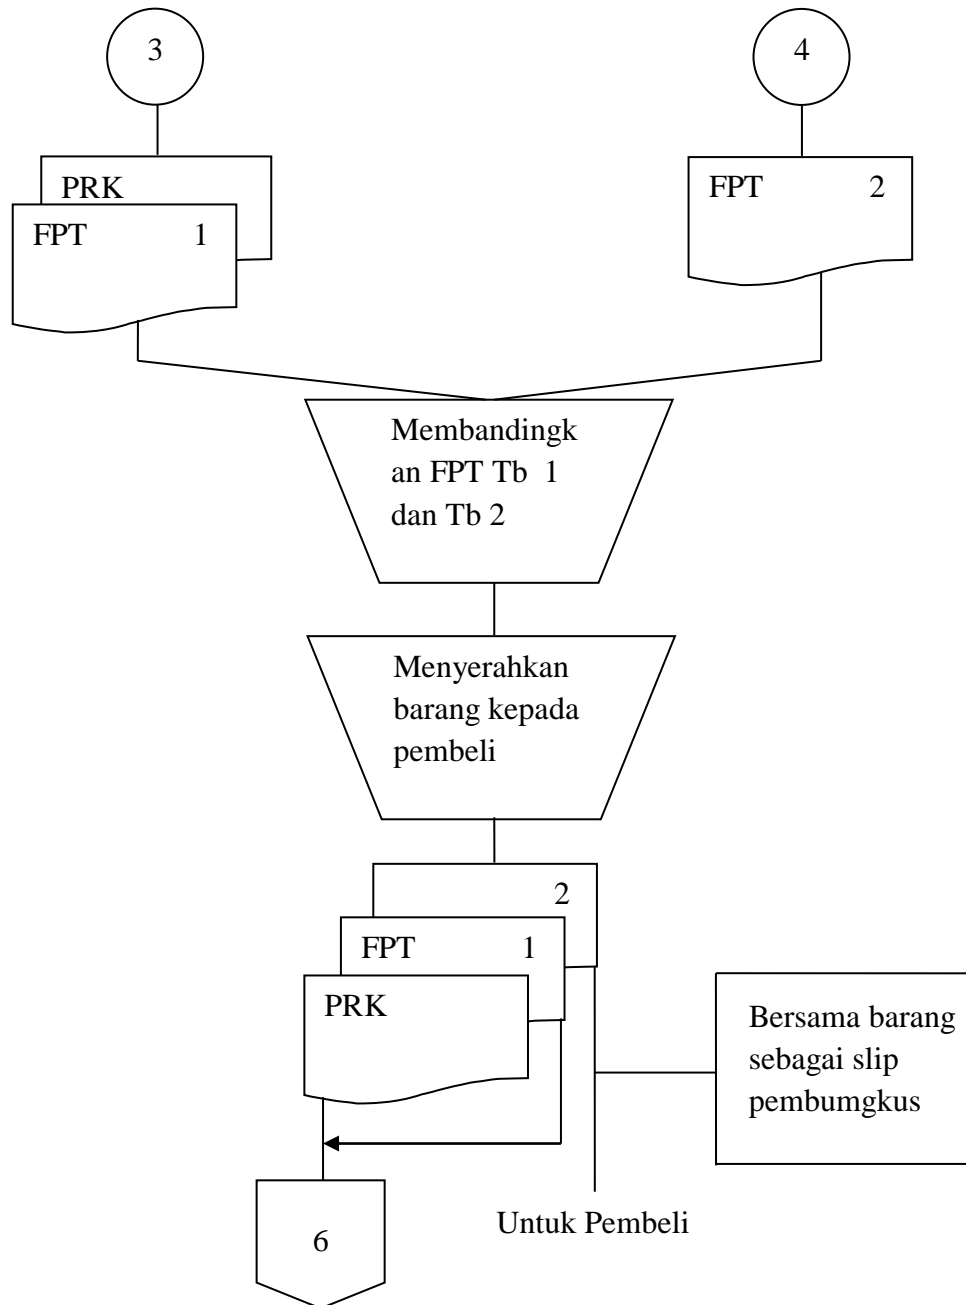 3
4
PRK
FPT 1
FPT 2
Membandingk
an FPT Tb 1
dan Tb 2
Menyerahkan
barang kepada
pembeli
2
FPT 1
PRK
Bersama barang
sebagai slip
pembumgkus
Untuk Pembeli
6